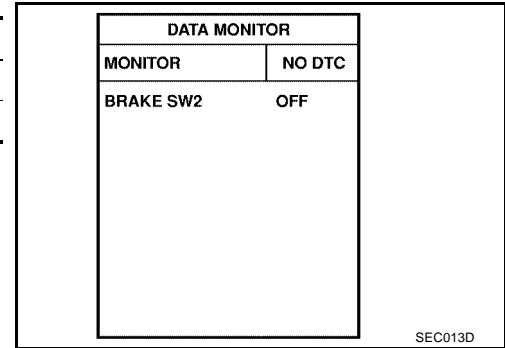 DATA MONITOR
MONITOR NO DTC
BRAKE SW2 OFF
SEC013D